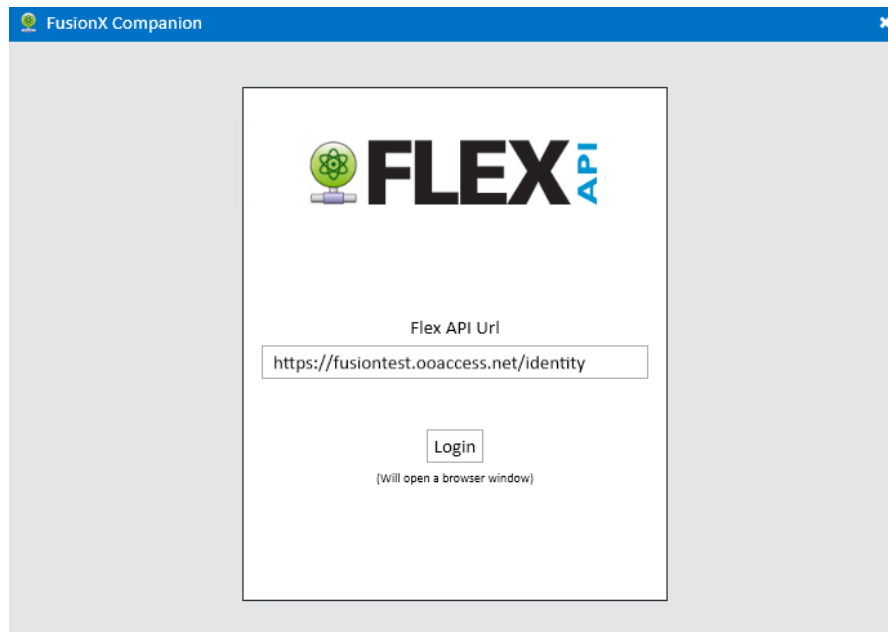 FusionX Companion
FLEX API
Flex API Url
https://fusiontest.ooaccess.net/identity
Login
(Will open a browser window)